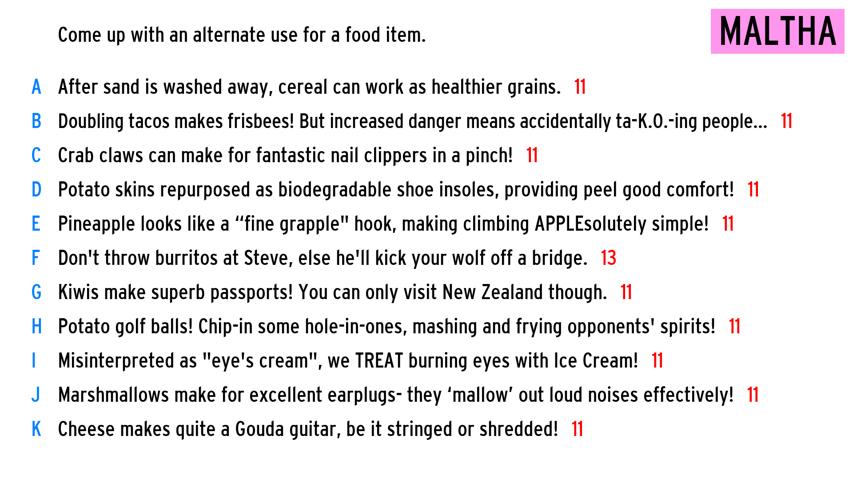 Come up with an alternate use for a food item.
MALTHA
A After sand is washed away, cereal can work as healthier grains. 11
B Doubling tacos makes frisbees! But increased danger means accidentally ta-K.O.-ing people... 11
C Crab claws can make for fantastic nail clippers in a pinch! 11
D Potato skins repurposed as biodegradable shoe insoles, providing peel good comfort! 11
E Pineapple looks like a “fine grapple" hook, making climbing APPLEsolutely simple! 11
F Don't throw burritos at Steve, else he'll kick your wolf off a bridge. 13
G Kiwis make superb passports! You can only visit New Zealand though. 11
H Potato golf balls! Chip-in some hole-in-ones, mashing and frying opponents' spirits! 11
I Misinterpreted as "eye's cream", we TREAT burning eyes with Ice Cream! 11
J Marshmallows make for excellent earplugs- they ‘mallow’ out loud noises effectively! 11
K Cheese makes quite a Gouda guitar, be it stringed or shredded! 11